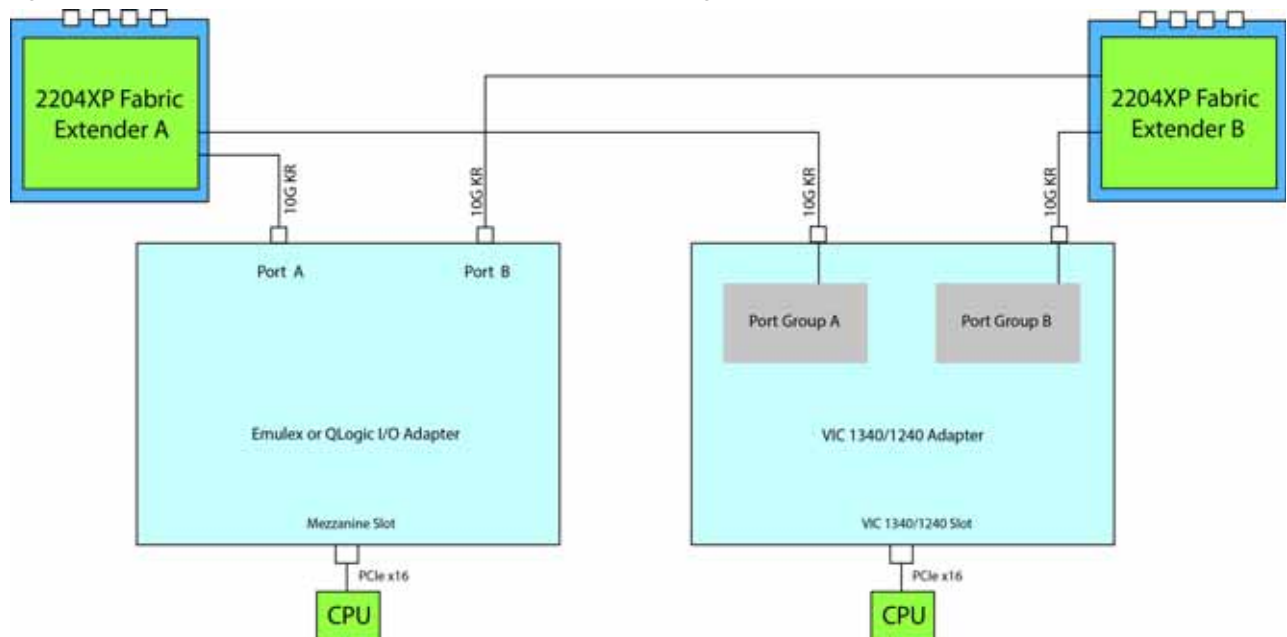 2204XP Fabric
Extender A
2204XP Fabric
Extender B
10G KR
10G KR
10G KR
10G KR
Port A
Port B
Port Group A
Port Group B
Emulex or QLogic I/O Adapter
VIC 1340/1240 Adapter
Mezzanine Slot
VIC 1340/1240 Slot
PCIe x16
PCIe x16
CPU
CPU